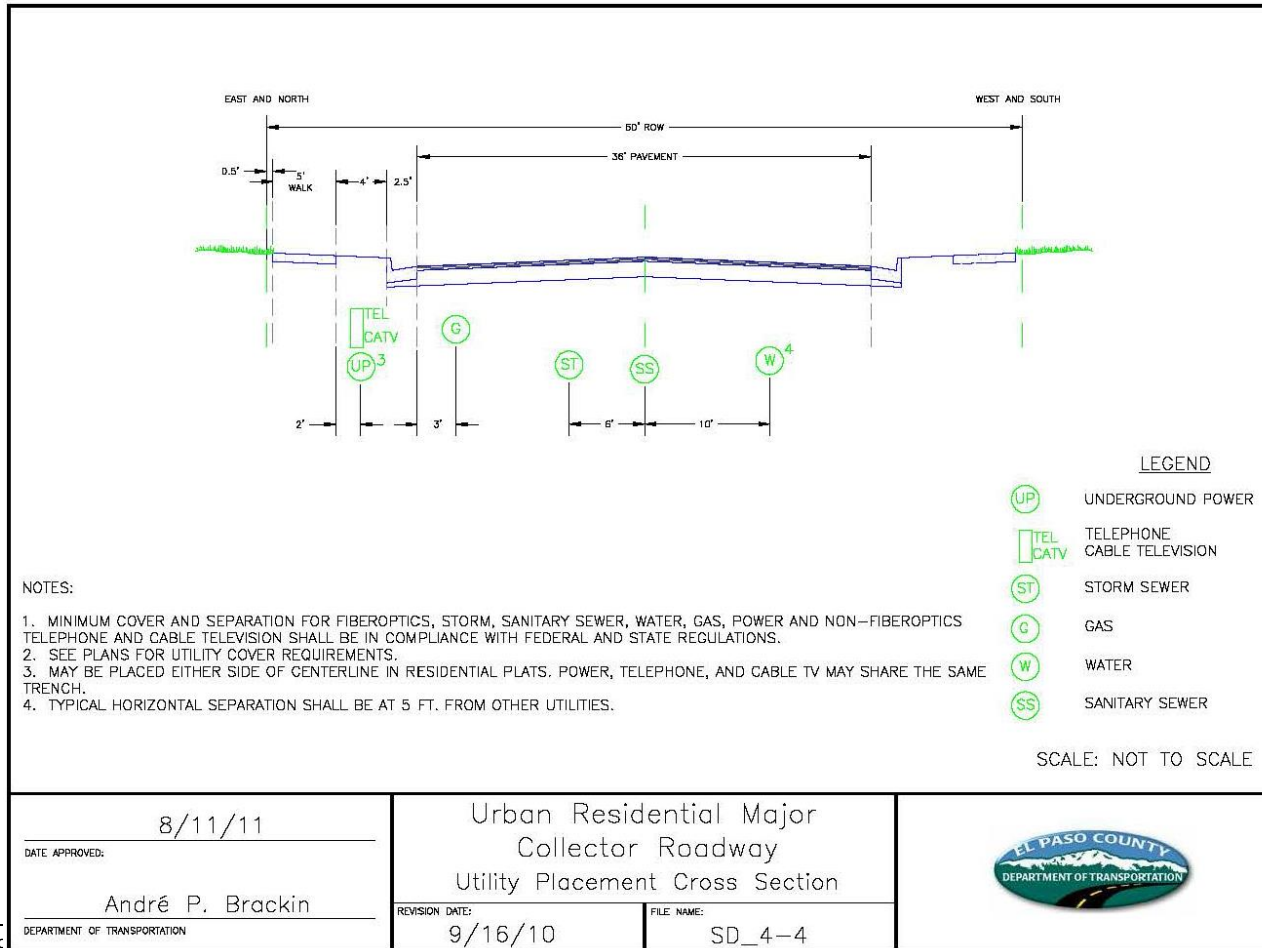 EAST AND NORTH
WEST AND SOUTH
60' ROW
36' PAVEMENT
0.5'
5'
WALK
4'
2.5'
TEL
CATV
UP
3
G
ST
SS
W
4
2'
3'
6'
10'
LEGEND
UP UNDERGROUND POWER
TEL TELEPHONE
CATV CABLE TELEVISION
ST STORM SEWER
G GAS
W WATER
SS SANITARY SEWER
SCALE: NOT TO SCALE
NOTES:
1. MINIMUM COVER AND SEPARATION FOR FIBEROPTICS, STORM, SANITARY SEWER, WATER, GAS, POWER AND NON-FIBEROPTICS
TELEPHONE AND CABLE TELEVISION SHALL BE IN COMPLIANCE WITH FEDERAL AND STATE REGULATIONS.
2. SEE PLANS FOR UTILITY COVER REQUIREMENTS.
3. MAY BE PLACED EITHER SIDE OF CENTERLINE IN RESIDENTIAL PLATS. POWER, TELEPHONE, AND CABLE TV MAY SHARE THE SAME
TRENCH.
4. TYPICAL HORIZONTAL SEPARATION SHALL BE AT 5 FT. FROM OTHER UTILITIES.
8/11/11
DATE APPROVED:
André P. Brackin
DEPARTMENT OF TRANSPORTATION
Urban Residential Major
Collector Roadway
Utility Placement Cross Section
REVISION DATE:
9/16/10
FILE NAME:
SD_4-4
EL PASO COUNTY
DEPARTMENT OF TRANSPORTATION